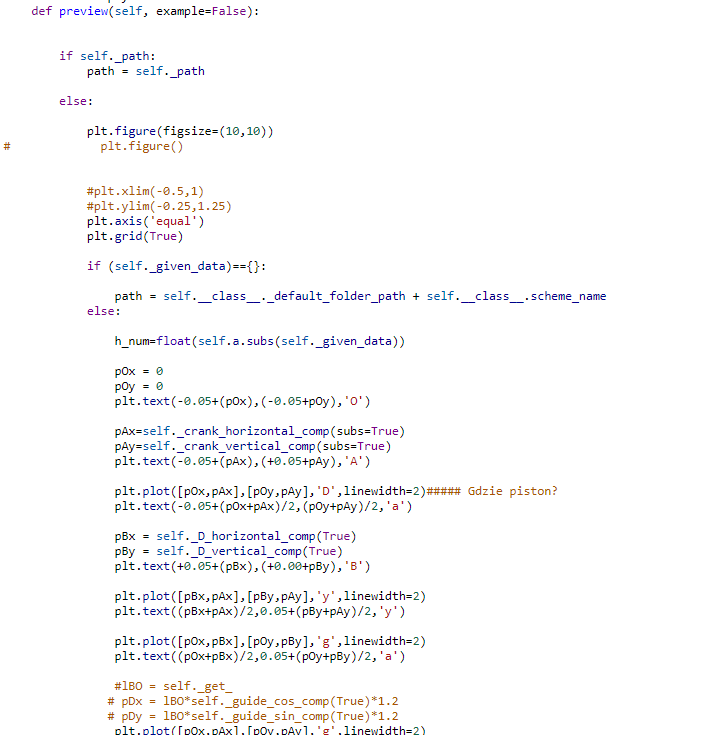 def preview(self, example=False):
if self._path:
path = self._path
else:
plt.figure(figsize=(10,10))
# plt.figure()
#plt.xlim(-0.5,1)
#plt.ylim(-0.25,1.25)
plt.axis('equal')
plt.grid(True)
if (self._given_data)=={}:
path = self.__class__._default_folder_path + self.__class__.scheme_name
else:
h_num=float(self.a.subs(self._given_data))
pOx = 0
pOy = 0
plt.text(-0.05+(pOx),(-0.05+pOy),'O')
pAx=self._crank_horizontal_comp(subs=True)
pAy=self._crank_vertical_comp(subs=True)
plt.text(-0.05+(pAx),(+0.05+pAy),'A')
plt.plot([pOx,pAx],[pOy,pAy],'D',linewidth=2)##### Gdzie piston?
plt.text(-0.05+(pOx+pAx)/2,(pOy+pAy)/2,'a')
pBx = self._D_horizontal_comp(True)
pBy = self._D_vertical_comp(True)
plt.text(+0.05+(pBx),(+0.00+pBy),'B')
plt.plot([pBx,pAx],[pBy,pAy],'y',linewidth=2)
plt.text((pBx+pAx)/2,0.05+(pBy+pAy)/2,'y')
plt.plot([pOx,pBx],[pOy,pBy],'g',linewidth=2)
plt.text((pOx+pBx)/2,0.05+(pOy+pBy)/2,'a')
#lBO = self._get_
# pDx = lBO*self._guide_cos_comp(True)*1.2
# pDy = lBO*self._guide_sin_comp(True)*1.2
plt.plot([pOx,pAx],[pOy,pAy],'g',linewidth=2)